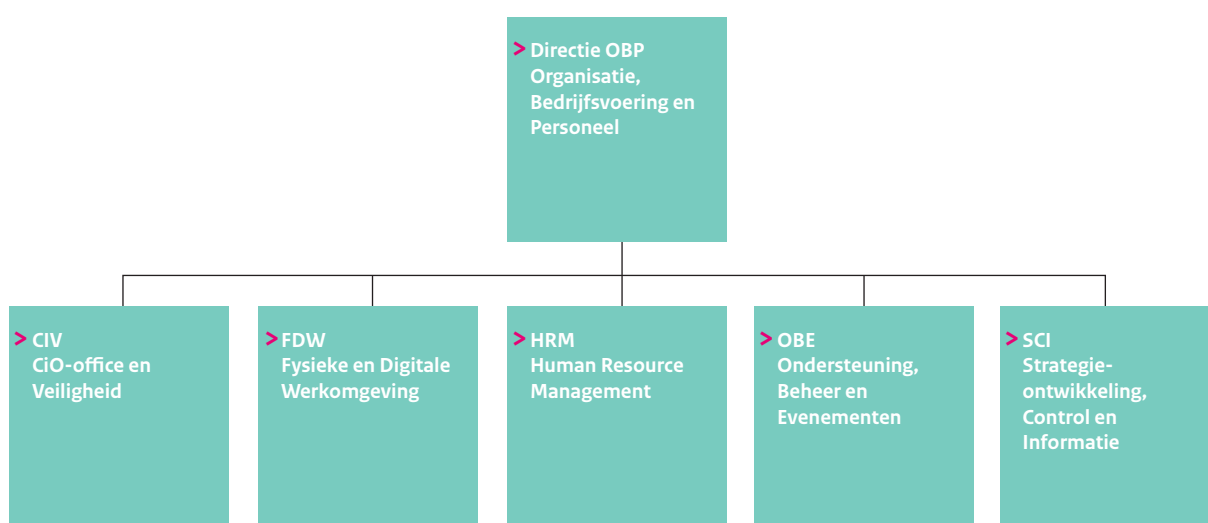 > Directie OBP
Organisatie,
Bedrijfsvoering en
Personeel
> CIV
CiO-office en
Veiligheid
> FDW
Fysieke en Digitale
Werkomgeving
> HRM
Human Resource
Management
> OBE
Ondersteuning,
Beheer en
Evenementen
> SCI
Strategie-
ontwikkeling,
Control en
Informatie